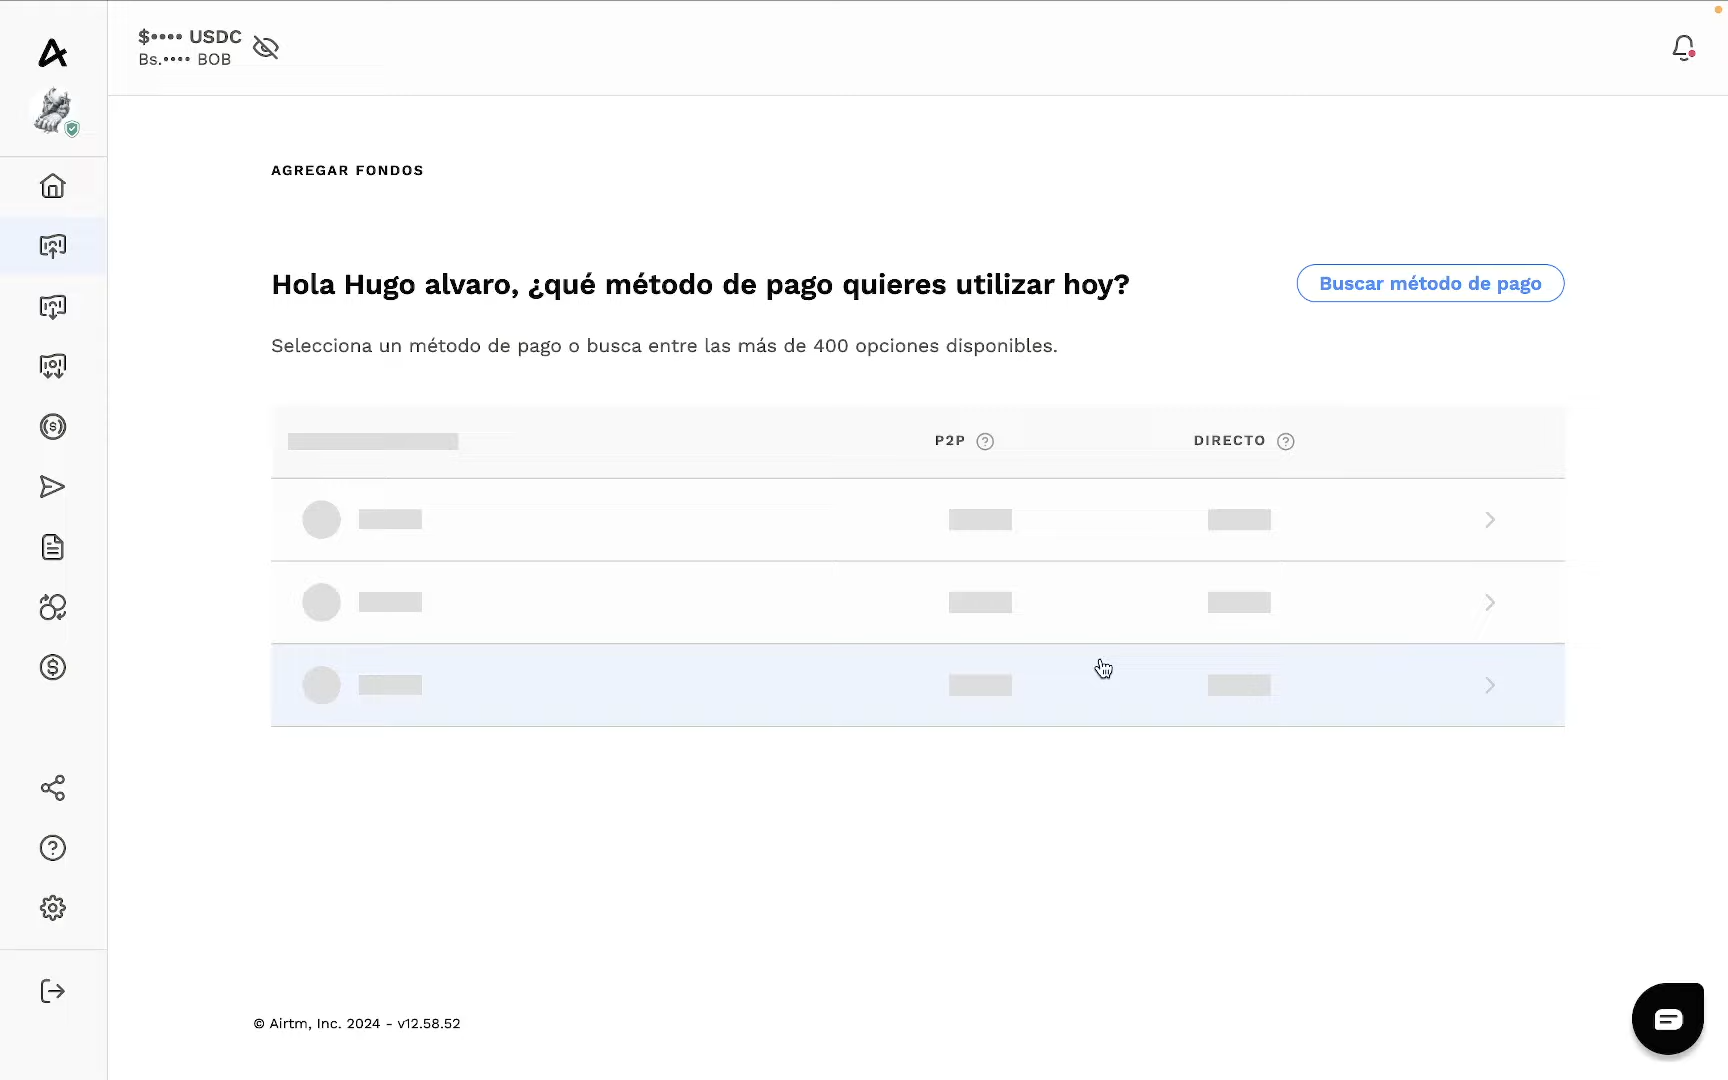 $•••• USDC
Bs.•••• BOB
AGREGAR FONDOS
Hola Hugo alvaro, ¿qué método de pago quieres utilizar hoy?
Buscar método de pago
Selecciona un método de pago o busca entre las más de 400 opciones disponibles.
P2P
DIRECTO
© Airtm, Inc. 2024 - v12.58.52